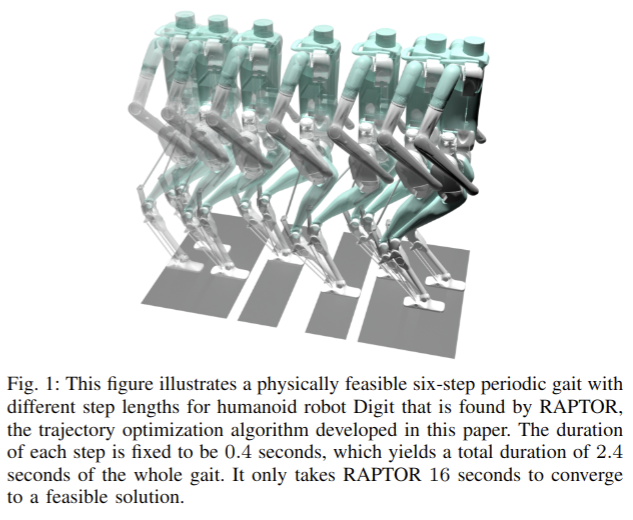 Fig. 1: This figure illustrates a physically feasible six-step periodic gait with
different step lengths for humanoid robot Digit that is found by RAPTOR,
the trajectory optimization algorithm developed in this paper. The duration
of each step is fixed to be 0.4 seconds, which yields a total duration of 2.4
seconds of the whole gait. It only takes RAPTOR 16 seconds to converge
to a feasible solution.